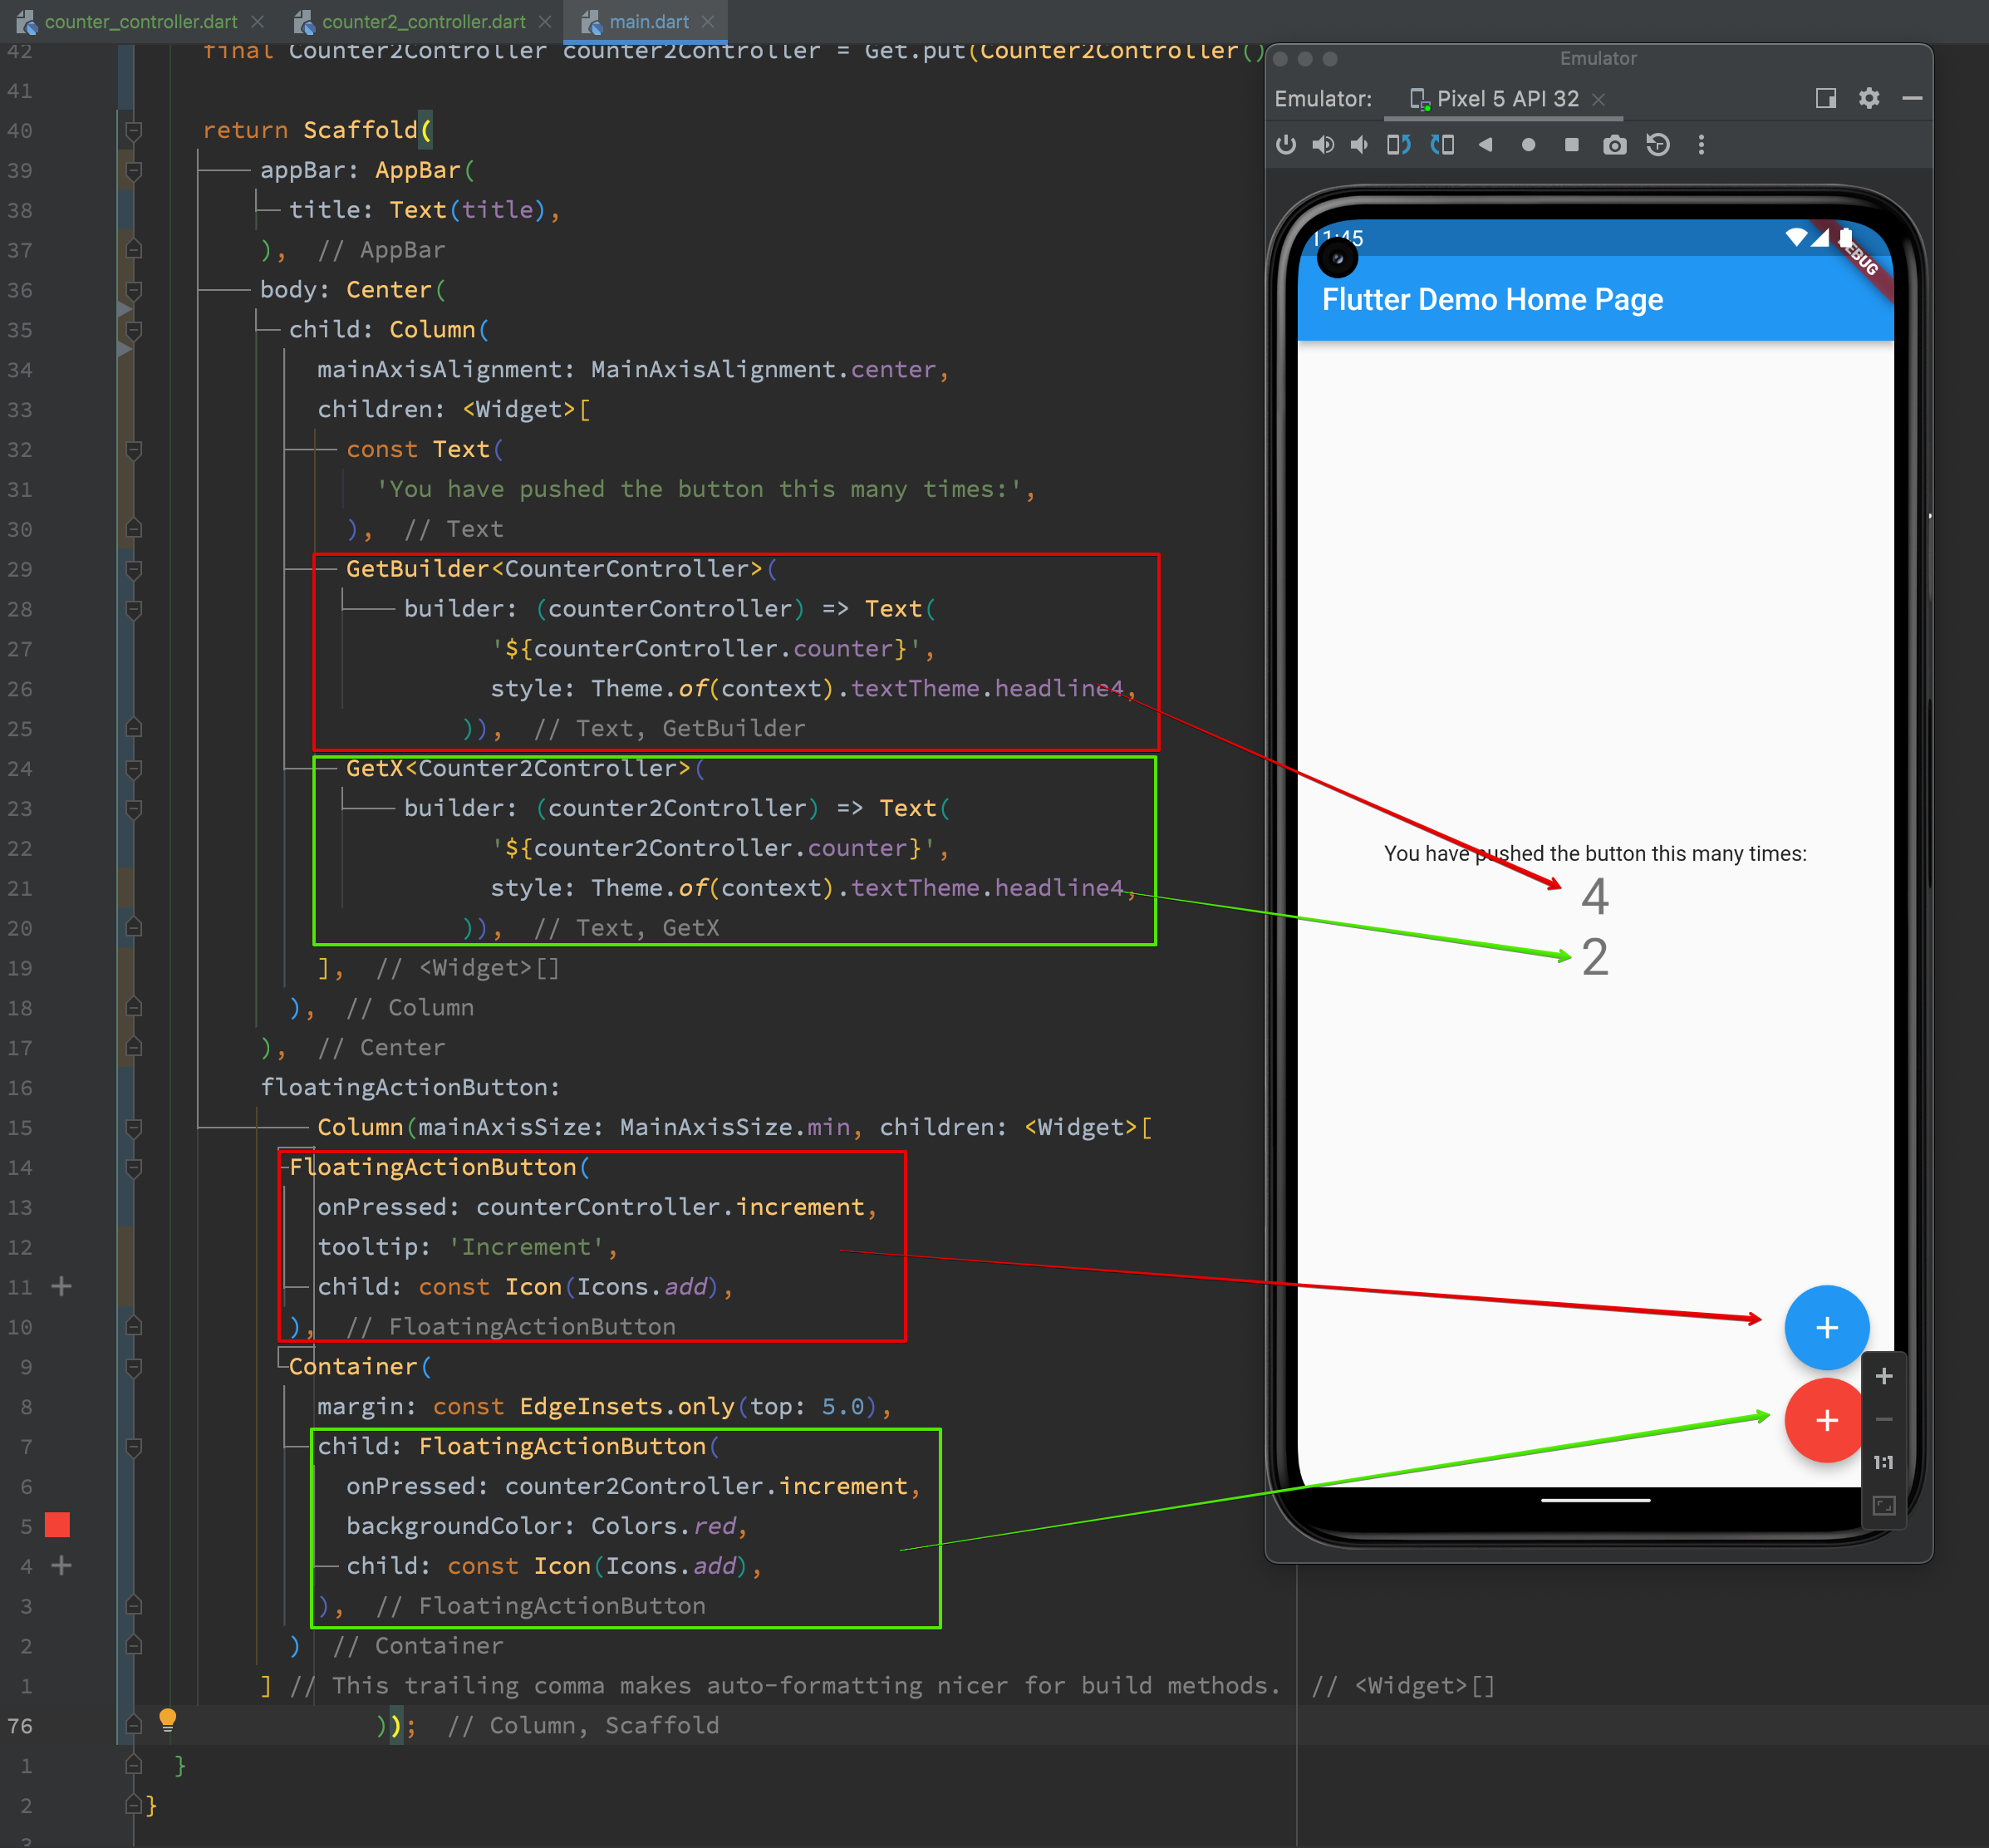 counter_controller.dart
counter2_controller.dart
main.dart
42 final Counter2Controller counter2Controller = Get.put(Counter2Controller()
41
40 return Scaffold(
39 appBar: AppBar(
38 title: Text(title),
37 ), // AppBar
36 body: Center(
35 child: Column(
34 mainAxisAlignment: MainAxisAlignment.center,
33 children: <Widget>[
32 const Text(
31 'You have pushed the button this many times:',
30 ), // Text
29 GetBuilder<CounterController>(
28 builder: (counterController) => Text(
27 '${counterController.counter}',
26 style: Theme.of(context).textTheme.headline4,
25 )), // Text, GetBuilder
24 GetX<Counter2Controller>(
23 builder: (counter2Controller) => Text(
22 '${counter2Controller.counter}',
21 style: Theme.of(context).textTheme.headline4,
20 )), // Text, GetX
19 ], // <Widget>[]
18 ), // Column
17 ), // Center
16 floatingActionButton:
15 Column(mainAxisSize: MainAxisSize.min, children: <Widget>[
14 FloatingActionButton(
13 onPressed: counterController.increment,
12 tooltip: 'Increment',
11 child: const Icon(Icons.add),
10 ), // FloatingActionButton
9 Container(
8 margin: const EdgeInsets.only(top: 5.0),
7 child: FloatingActionButton(
6 onPressed: counter2Controller.increment,
5 backgroundColor: Colors.red,
4 child: const Icon(Icons.add),
3 ), // FloatingActionButton
2 ) // Container
1 ] // This trailing comma makes auto-formatting nicer for build methods. // <Widget>[]
76 )); // Column, Scaffold
1 }
2 }
3
Emulator
Emulator: Pixel 5 API 32
11:45
DEBUG
Flutter Demo Home Page
You have pushed the button this many times:
4
2
1:1